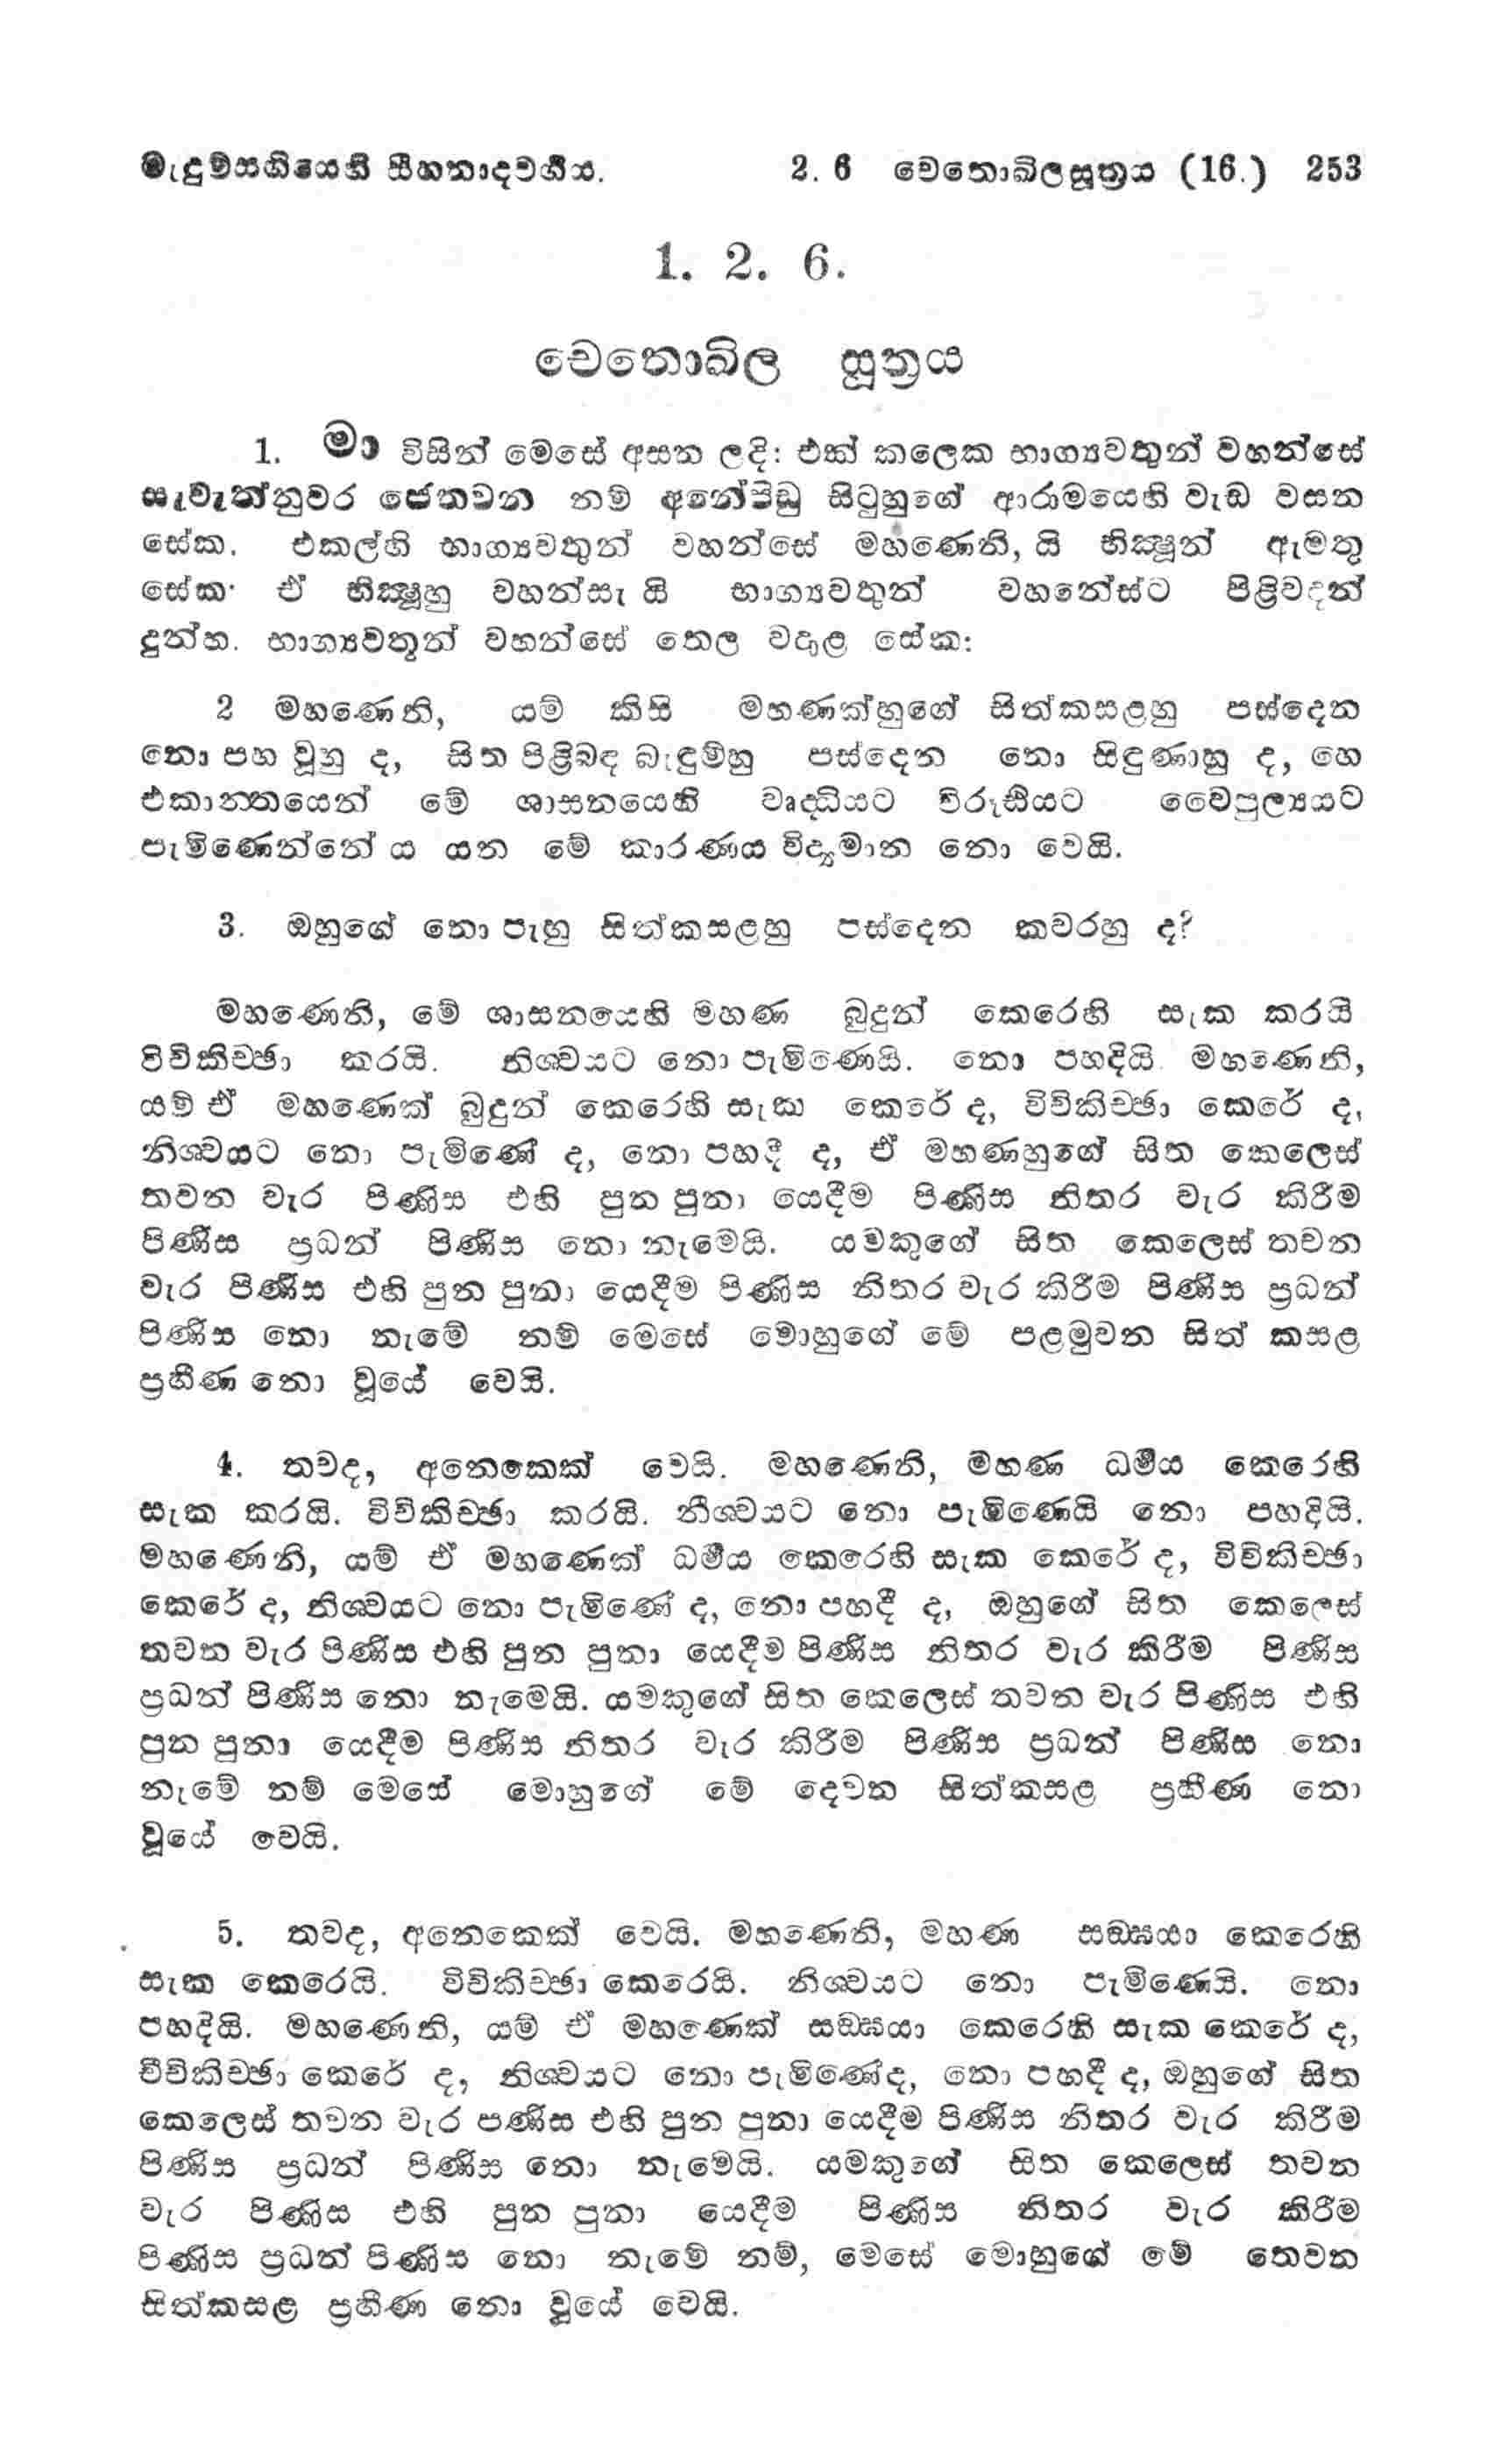 මැදුම්සඟියෙහි සීහනාදවර්‍ගය. 2. 6 චෙතොඛිලසූත්‍රය (16.) 253
1. 2. 6.
චෙතොඛිල සූත්‍රය
1. මා විසින් මෙසේ අසන ලදි: එක් කලෙක භාග්‍යවතුන් වහන්සේ
සැවැත්නුවර ජෙතවන නම් අනේපිඬු සිටුහුගේ ආරාමයෙහි වැඩ වසන
සේක. එකල්හි භාග්‍යවතුන් වහන්සේ මහණෙනි, යි භික්‍ෂූන් ඇමතු
සේක· ඒ භික්‍ෂූහු වහන්සැ යි භාග්‍යවතුන් වහනේස්ට පිළිවදන්
දුන්හ. භාග්‍යවතූන් වහන්සේ තෙල වදාළ සේක:
2 මහණෙනි, යම් කිසි මහණක්හුගේ සිත්කසළහු පස්දෙන
නො පහ වූහු ද, සිත පිළිබඳ බැඳුම්හු පස්දෙන නො සිඳුණාහු ද, හෙ
එකාන්තයෙන් මේ ශාසනයෙහි වෘද්ධියට විරූඪියට වෛපුල්‍යයට
පැමිණෙන්නේ ය යන මේ කාරණය විද්‍යමාන නො වෙයි.
3. ඔහුගේ නො පැහු සිත්කසළහු පස්දෙන කවරහු ද?
මහණෙනි, මේ ශාසනයෙහි මහණ බුදුන් කෙරෙහි සැක කරයි
විචිකිච්ඡා කරයි. නිශ්චයට නො පැමිණෙයි. නො පහදියි. මහණෙනි,
යම් ඒ මහණෙක් බුදුන් කෙරෙහි සැක කෙරේ ද, විචිකිච්ඡා කෙරේ ද,
නිශ්චයට නො පැමිණේ ද, නො පහදී ද, ඒ මහණහුගේ සිත කෙලෙස්
තවන වැර පිණිස එහි පුන පුනා යෙදීම පිණිස නිතර වැර කිරීම
පිණිස ප්‍රධන් පිණිස නො නැමෙයි. යමකුගේ සිත කෙලෙස් තවන
වැර පිණිස එහි පුන පුනා යෙදීම පිණිස නිතර වැර කිරීම පිණිස ප්‍රධන්
පිණිස නො නැමේ නම් මෙසේ මොහුගේ මේ පළමුවන සිත් කසළ
ප්‍රහීණ නො වූයේ වෙයි.
4. තවද, අනෙකෙක් වෙයි. මහණෙනි, මහණ ධර්‍මය කෙරෙහි
සැක කරයි. විචිකිච්ඡා කරයි. නිශ්චයට නො පැමිණෙයි නො පහදියි.
මහණෙනි, යම් ඒ මහණෙක් ධර්‍මය කෙරෙහි සැක කෙරේ ද, විචිකිච්ඡා
කෙරේ ද, නිශ්චයට නො පැමිණේ ද, නො පහදී ද, ඔහුගේ සිත කෙලෙස්
තවන වැර පිණිස එහි පුන පුනා යෙදීම පිණිස නිතර වැර කිරීම පිණිස
ප්‍රධන් පිණිස නො නැමෙයි. යමකුගේ සිත කෙලෙස් තවන වැර පිණිස එහි
පුන පුනා යෙදීම පිණිස නිතර වැර කිරීම පිණිස ප්‍රධන් පිණිස නො
නැමේ නම් මෙසේ මොහුගේ මේ දෙවන සිත්කසළ ප්‍රහීණ නො
වූයේ වෙයි.
5. තවද, අනෙකෙක් වෙයි. මහණෙනි, මහණ සඞ්ඝයා කෙරෙහි
සැක කෙරෙයි. විචිකිච්ඡා කෙරෙයි. නිශ්චයට නො පැමිණෙයි. නො
පහදියි. මහණෙනි, යම් ඒ මහණෙක් සඞ්ඝයා කෙරෙහි සැක කෙරේ ද,
විචිකිච්ඡා කෙරේ ද, නිශ්චයට නො පැමිණේද, නො පහදී ද, ඔහුගේ සිත
කෙලෙස් තවන වැර පණිස එහි පුන පුනා යෙදීම පිණිස නිතර වැර කිරීම
පිණිස ප්‍රධන් පිණිස නො නැමෙයි. යමකුගේ සිත කෙලෙස් තවන
වැර පිණිස එහි පුන පුනා යෙදීම පිණිස නිතර වැර කිරීම
පිණිස ප්‍රධන් පිණිස නො නැමේ නම්, මෙසේ මොහුගේ මේ තෙවන
සිත්කසළ ප්‍රහීණ නො වූයේ වෙයි.